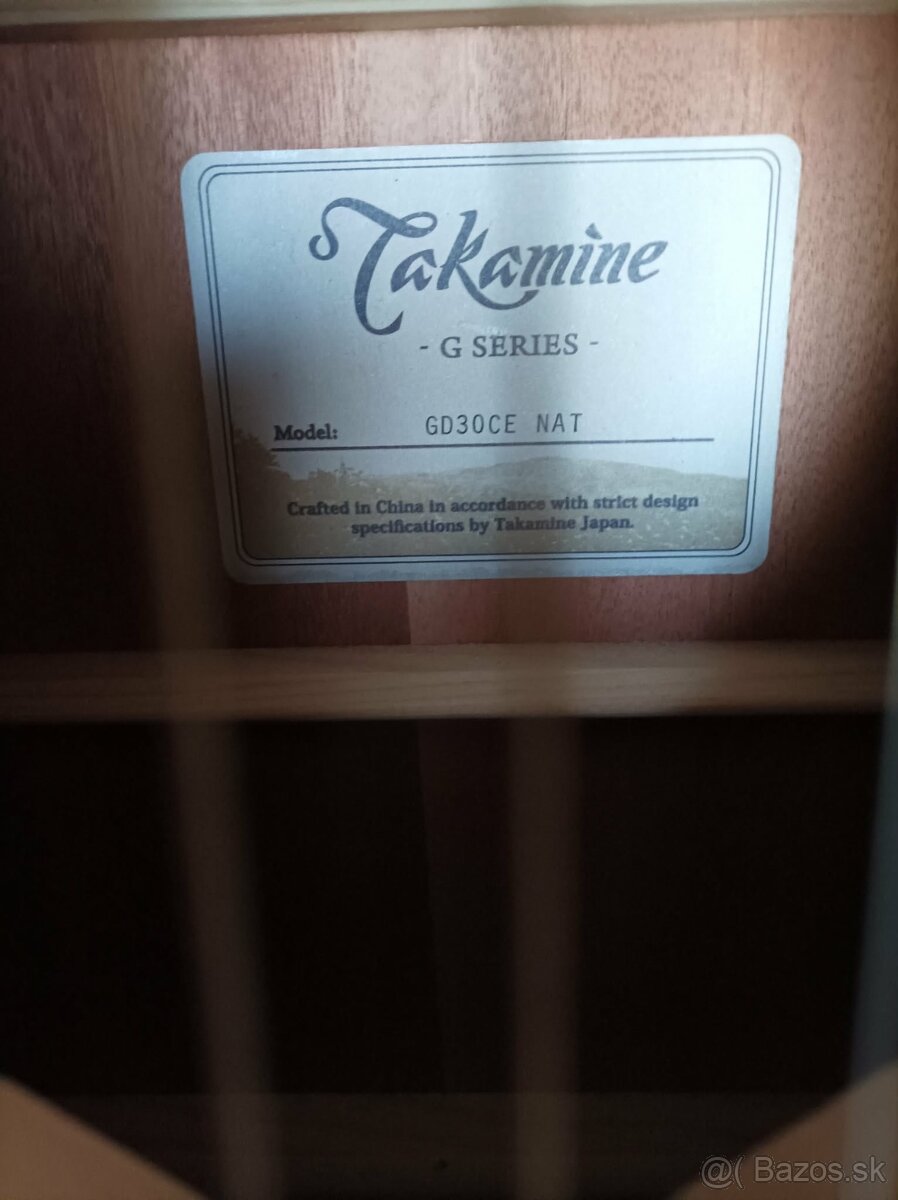 Takamine
- G SERIES -
Model: GD30CE NAT
Crafted in China in accordance with strict design
specifications by Takamine Japan.
@( Bazos.sk